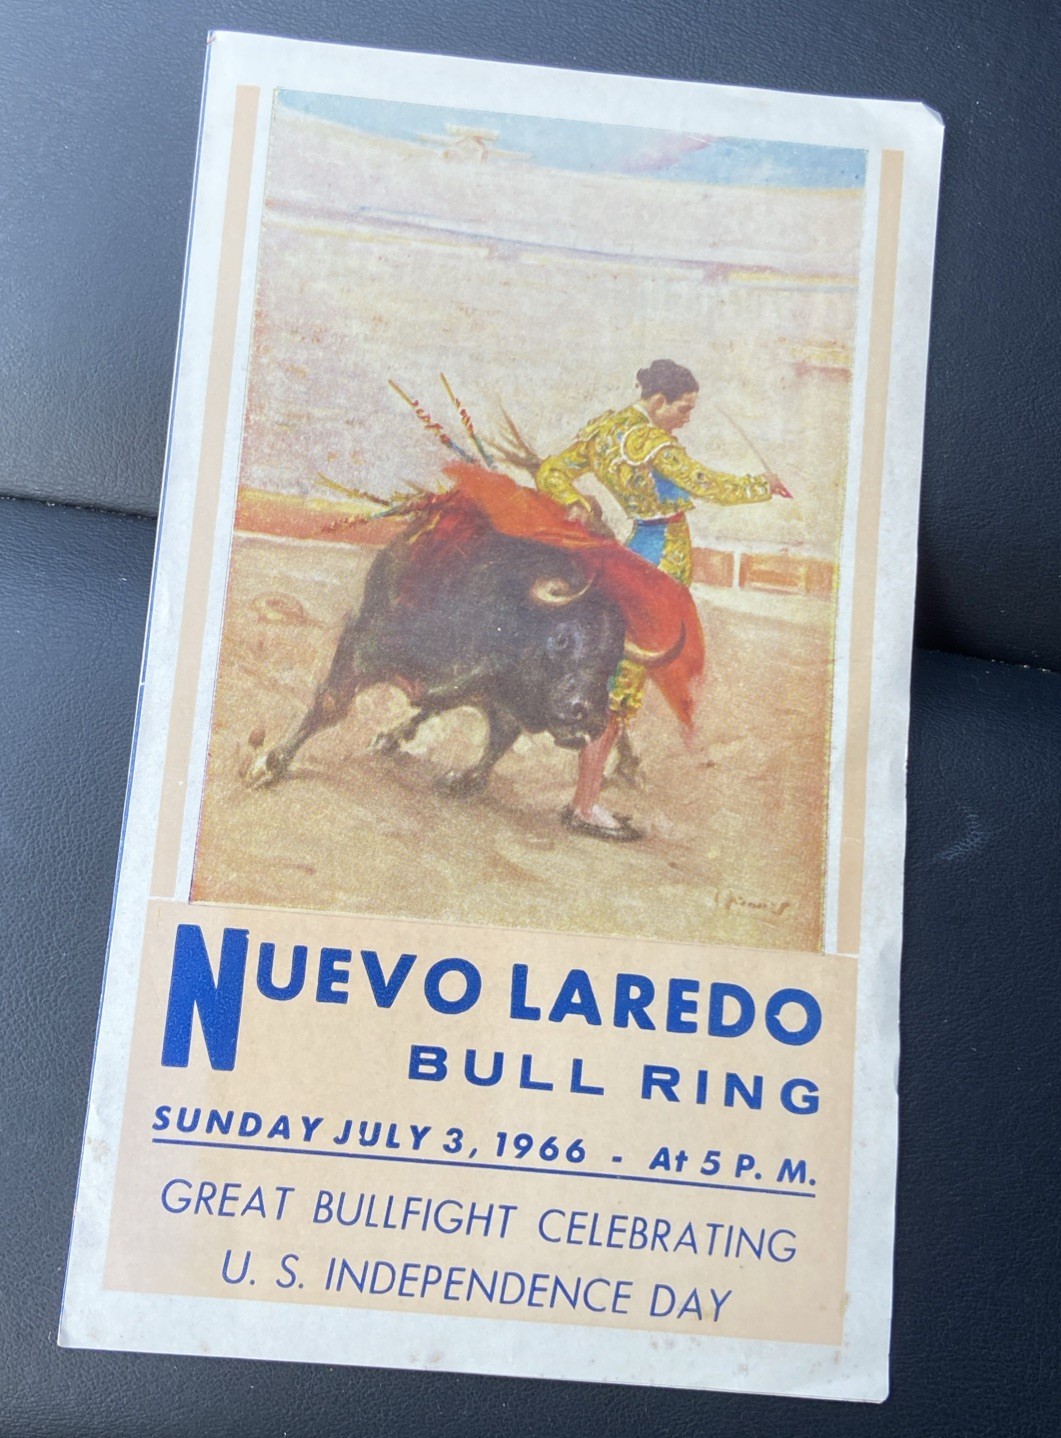 NUEVO LAREDO
BULL RING
SUNDAY JULY 3, 1966 - At 5 P. M.
GREAT BULLFIGHT CELEBRATING
U. S. INDEPENDENCE DAY